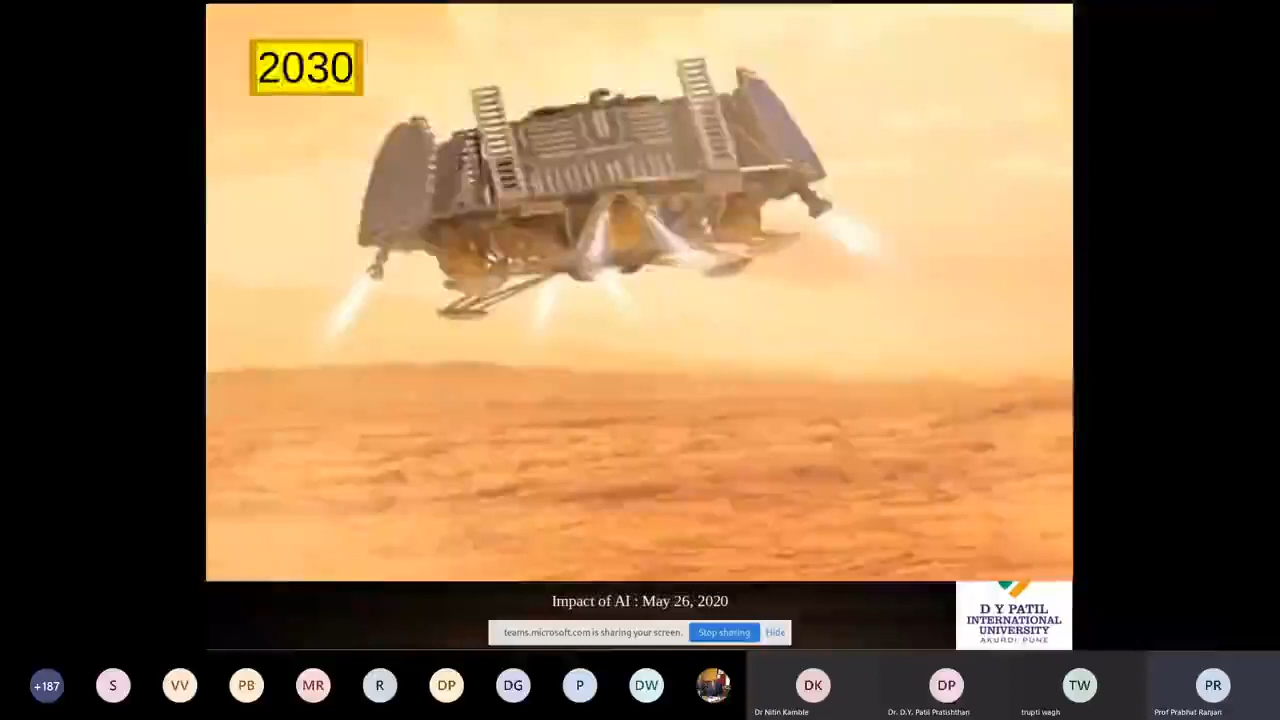 2030
Impact of AI : May 26, 2020
D Y PATIL
INTERNATIONAL
UNIVERSITY
AKURDI PUNE
teams.microsoft.com is sharing your screen. Stop sharing Hide
+187 S VV PB MR R DP DG P DW DK DP TW PR
Dr Nitin Kamble Dr. D.Y. Patil Pratishthan trupti wagh Prof Prabhat Ranjan